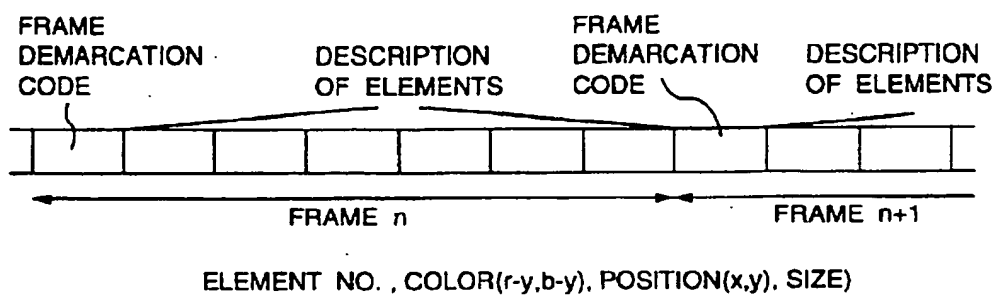 FRAME
DEMARCATION
CODE
DESCRIPTION
OF ELEMENTS
FRAME
DEMARCATION
CODE
DESCRIPTION
OF ELEMENTS
FRAME n
FRAME n+1
ELEMENT NO. , COLOR(r-y,b-y), POSITION(x,y), SIZE)